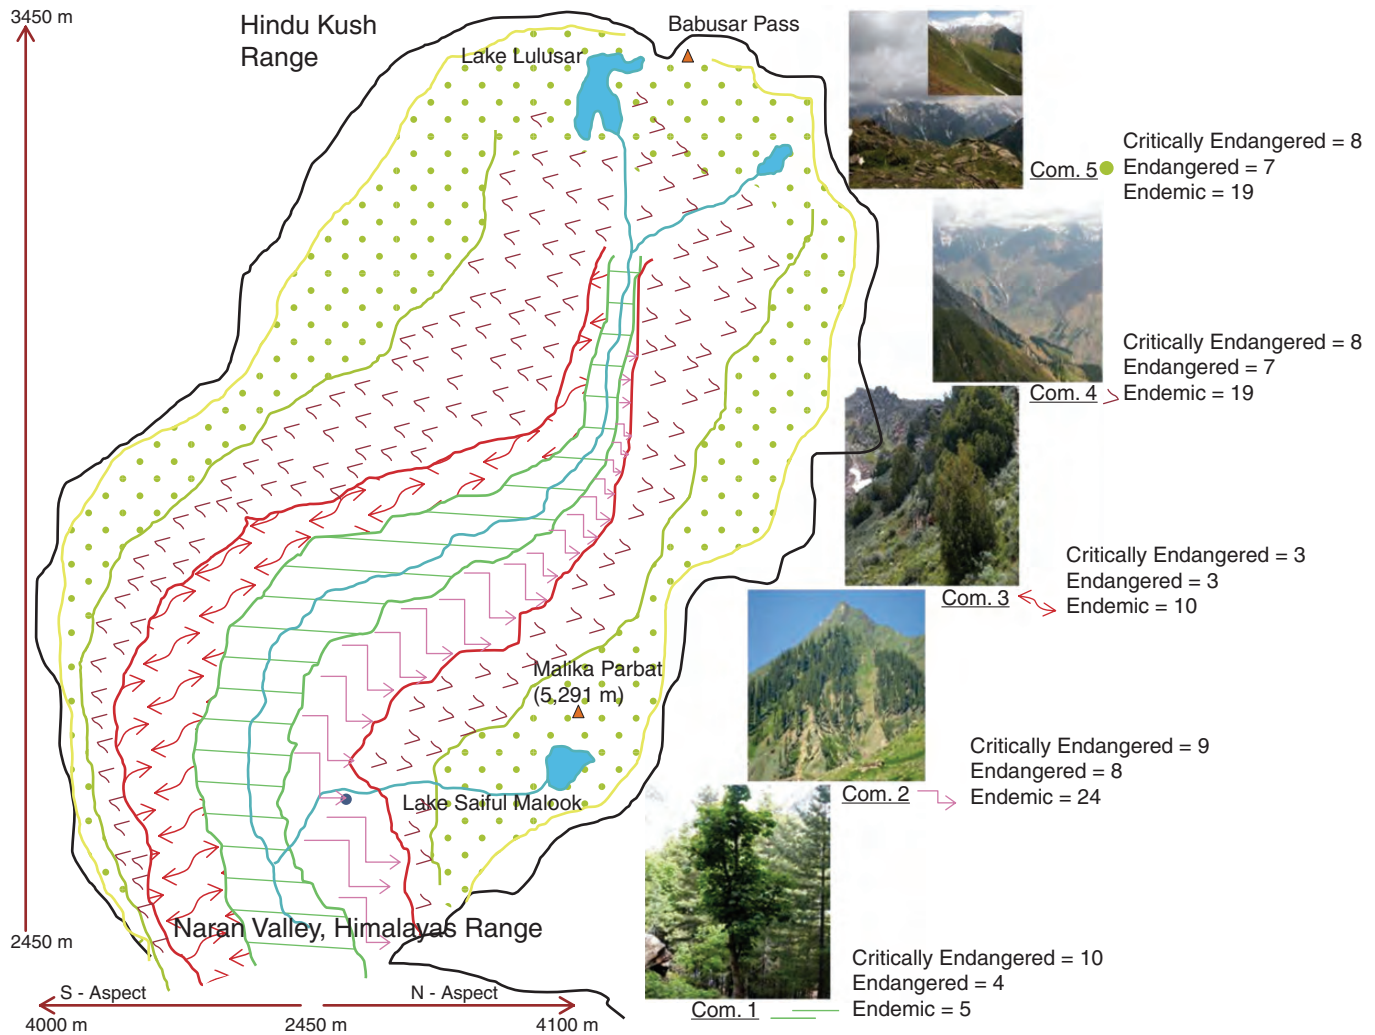 3450 m
Hindu Kush
Range
Babusar Pass
Lake Lulusar
Critically Endangered = 8
Com. 5
Endangered = 7
Endemic = 19
Critically Endangered = 8
Endangered = 7
Com. 4
Endemic = 19
Critically Endangered = 3
Endangered = 3
Com. 3
Endemic = 10
Malika Parbat
(5,291 m)
Critically Endangered = 9
Endangered = 8
Com. 2
Endemic = 24
Lake Saiful Malook
Naran Valley, Himalayas Range
2450 m
Critically Endangered = 10
Endangered = 4
Com. 1
Endemic = 5
S - Aspect
N - Aspect
4000 m
2450 m
4100 m